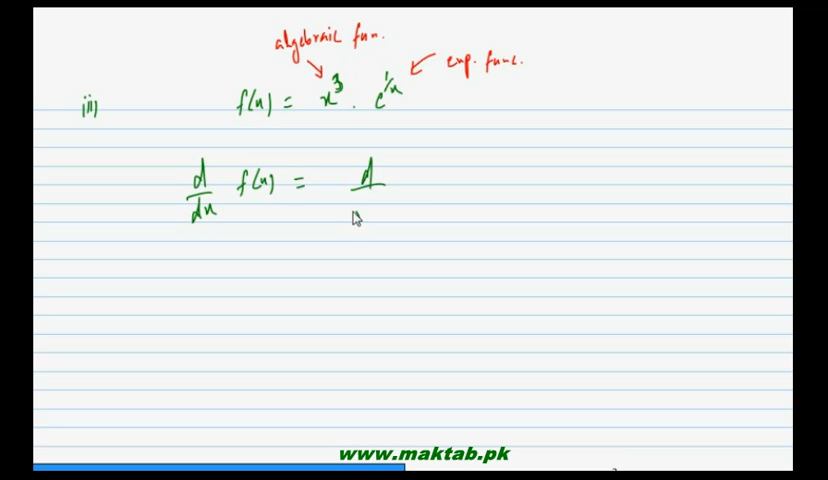 algebraic fun.
exp. func.
iii) f(x) = x³ . e^1/x
d/dx f(x) = d
www.maktab.pk